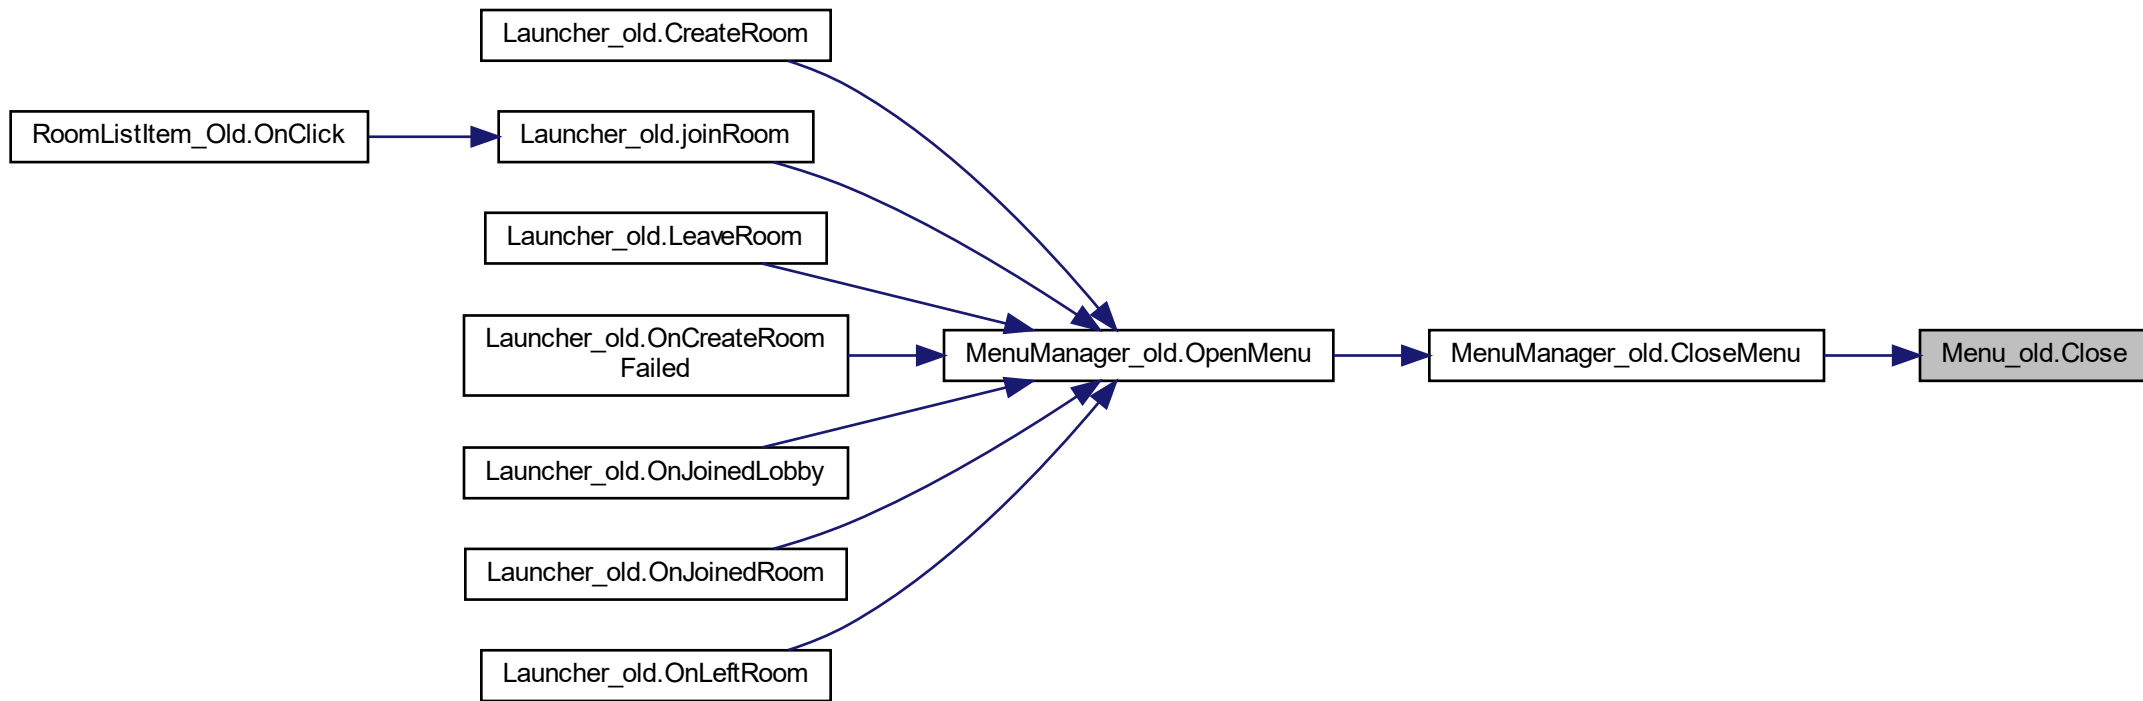 Launcher_old.CreateRoom
RoomListItem_Old.OnClick
Launcher_old.joinRoom
Launcher_old.LeaveRoom
Launcher_old.OnCreateRoom
Failed
MenuManager_old.OpenMenu
MenuManager_old.CloseMenu
Menu_old.Close
Launcher_old.OnJoinedLobby
Launcher_old.OnJoinedRoom
Launcher_old.OnLeftRoom